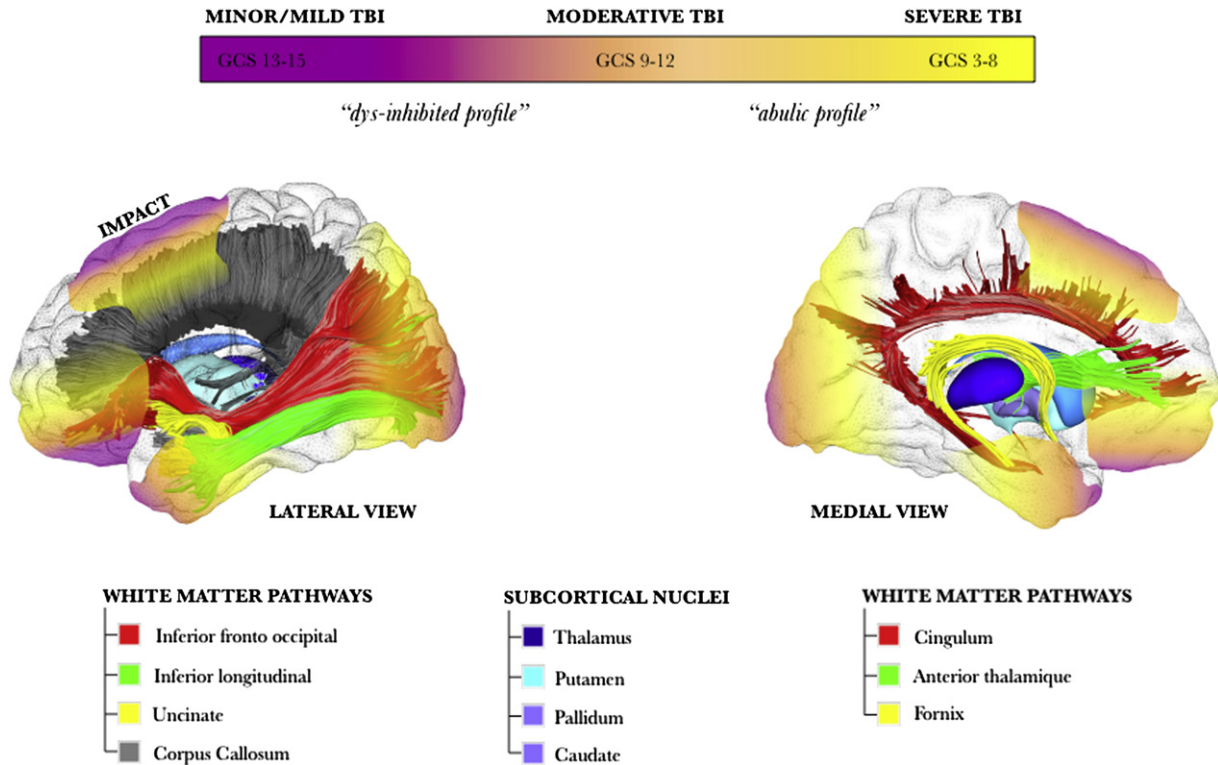 MINOR/MILD TBI
MODERATIVE TBI
SEVERE TBI
GCS 13-15
GCS 9-12
GCS 3-8
“dys-inhibited profile”
“abulic profile”
IMPACT
LATERAL VIEW
MEDIAL VIEW
WHITE MATTER PATHWAYS
Inferior fronto occipital
Inferior longitudinal
Uncinate
Corpus Callosum
SUBCORTICAL NUCLEI
Thalamus
Putamen
Pallidum
Caudate
WHITE MATTER PATHWAYS
Cingulum
Anterior thalamique
Fornix